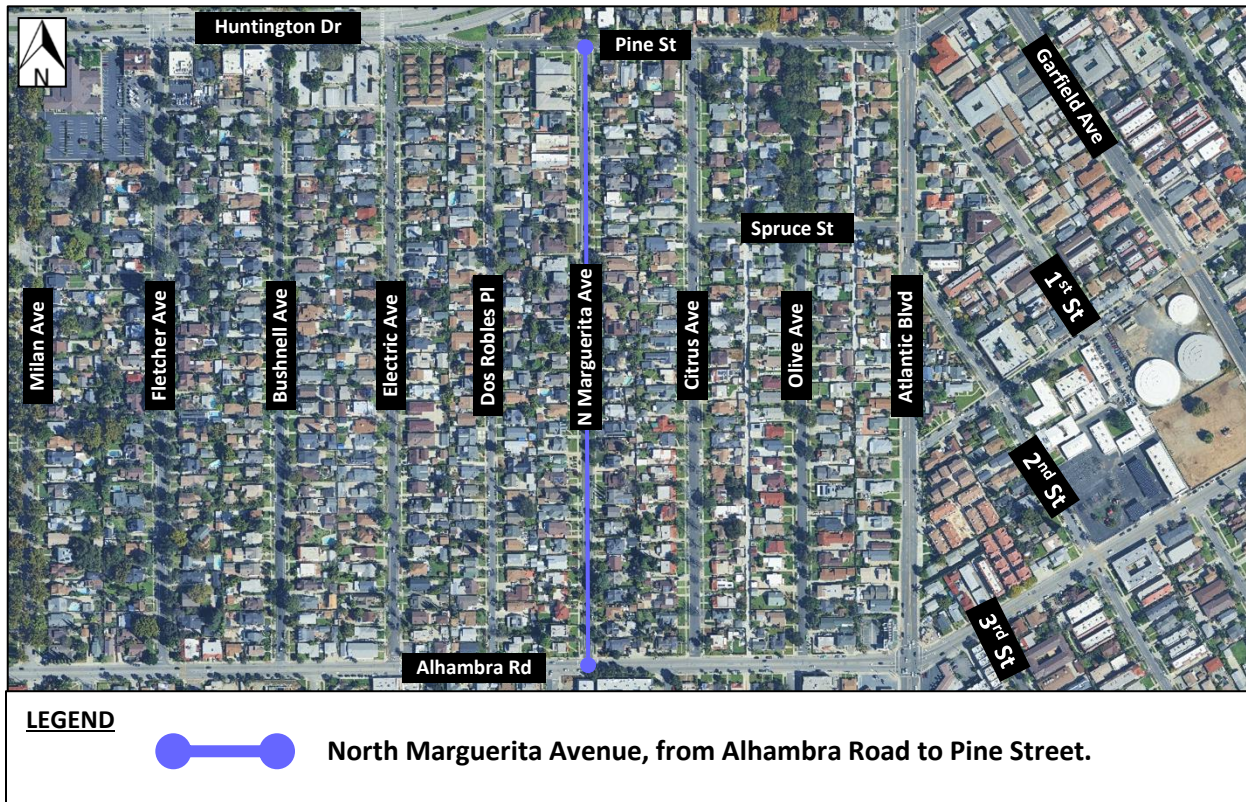 Huntington Dr
Pine St
Garfield Ave
N
Spruce St
1st St
Milan Ave
Fletcher Ave
Bushnell Ave
Electric Ave
Dos Robles Pl
N Marguerita Ave
Citrus Ave
Olive Ave
Atlantic Blvd
2nd St
3rd St
Alhambra Rd
LEGEND
North Marguerita Avenue, from Alhambra Road to Pine Street.